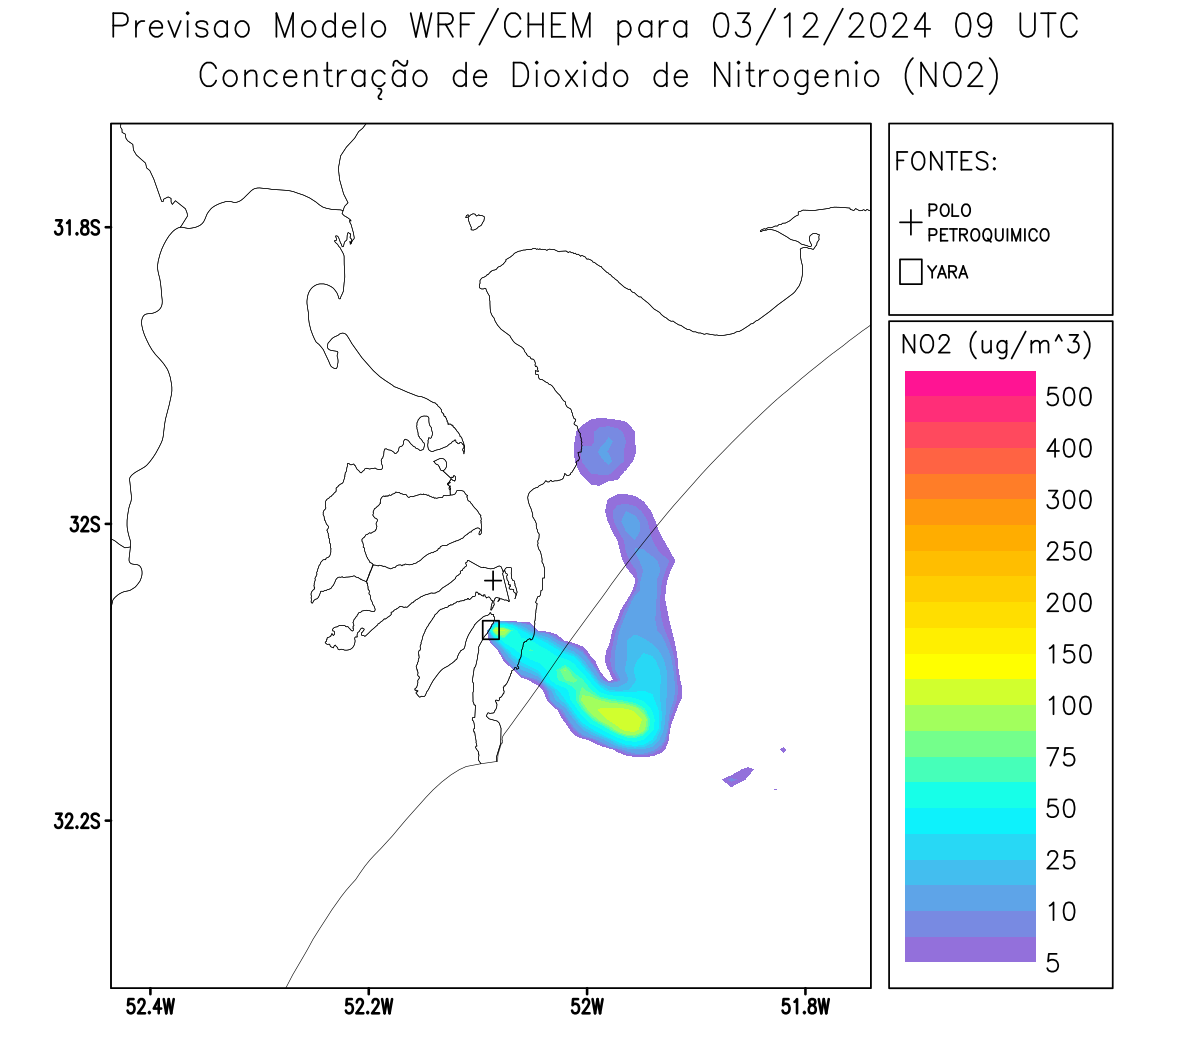 Previsao Modelo WRF/CHEM para 03/12/2024 09 UTC
Concentração de Dioxido de Nitrogenio (NO2)
FONTES:
POLO
PETROQUIMICO
YARA
31.8S
32S
32.2S
52.4W
52.2W
52W
51.8W
NO2 (ug/m^3)
500
400
300
250
200
150
100
75
50
25
10
5